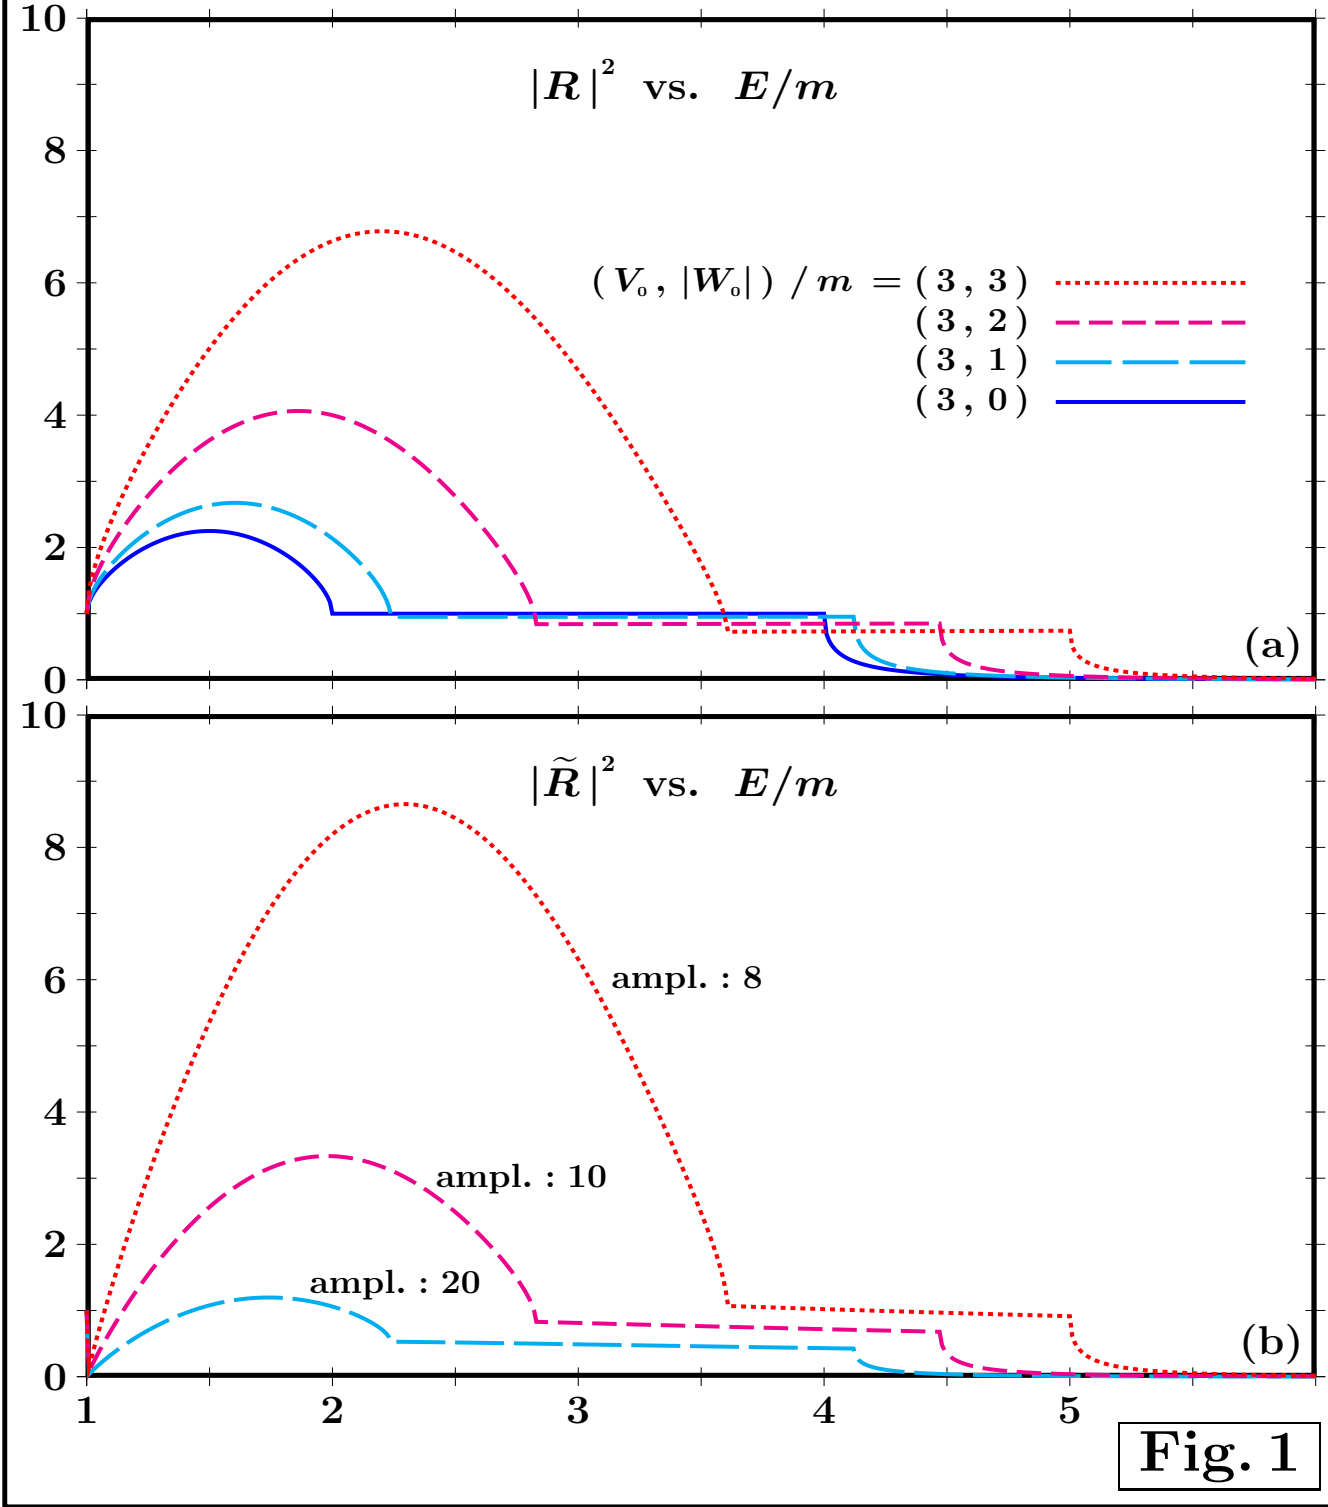 10
|R|² vs. E/m
8
6
(V₀, |W₀|) / m = (3, 3)
(3, 2)
(3, 1)
4
(3, 0)
2
(a)
0
10
|R̃|² vs. E/m
8
6
ampl. : 8
4
ampl. : 10
2
ampl. : 20
(b)
0
1 2 3 4 5
Fig. 1